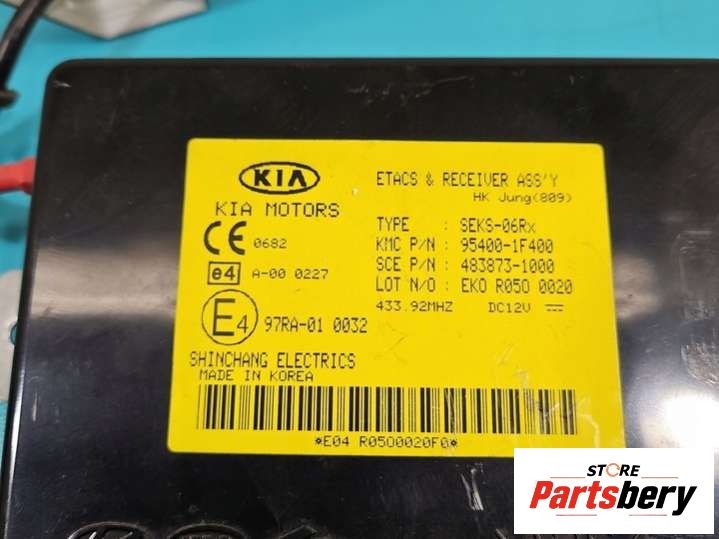 KIA
KIA MOTORS
ETACS & RECEIVER ASS'Y
HK Jung(809)
CE 0682
e4 A-00 0227
E4 97RA-01 0032
TYPE : SEKS-06Rx
KMC P/N : 95400-1F400
SCE P/N : 483873-1000
LOT N/O : EKO R050 0020
433.92MHZ DC12V
SHINCHANG ELECTRICS
MADE IN KOREA
*E04 R0500020F0*
STORE
Partsbery